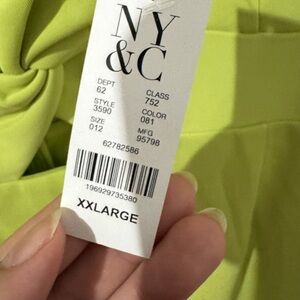 NY
&C
DEPT CLASS
62 752
STYLE COLOR
3590 081
SIZE MFG
012 95798
62782586
196929735380
XXLARGE